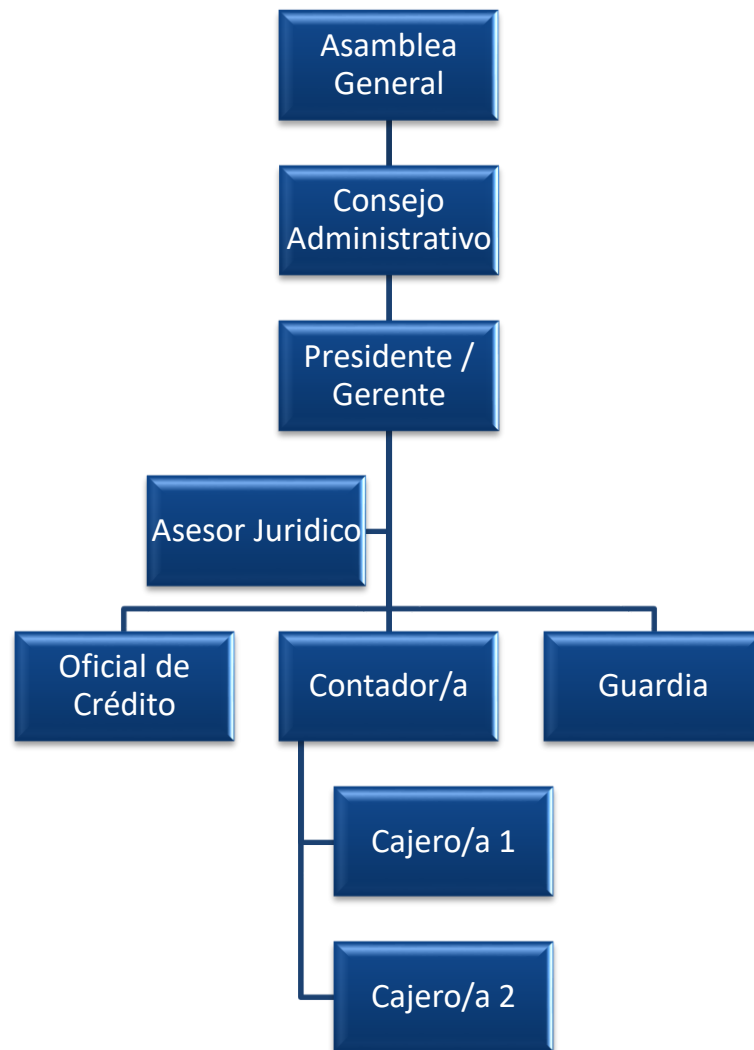 Asamblea
General
Consejo
Administrativo
Presidente /
Gerente
Asesor Juridico
Oficial de
Crédito
Contador/a
Guardia
Cajero/a 1
Cajero/a 2